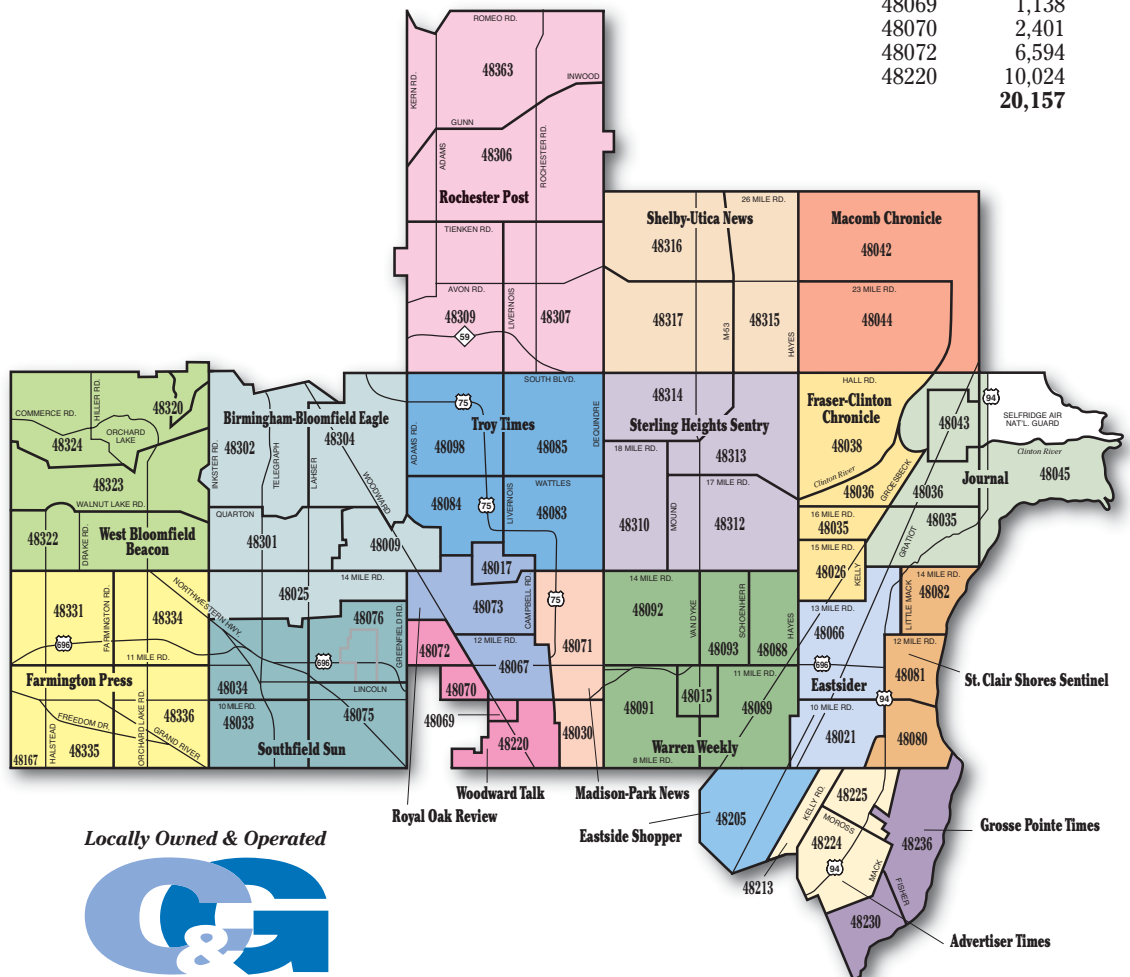 48069 1,138
48070 2,401
48072 6,594
48220 10,024
20,157
ROMEO RD.
KERN RD.
48363
INWOOD
GUNN
ADAMS
48306
ROCHESTER RD.
Rochester Post
TIENKEN RD.
AVON RD.
48309
LIVERNOIS
48307
59
26 MILE RD.
Shelby-Utica News
48316
48317
M-53
48315
HAYES
Macomb Chronicle
48042
23 MILE RD.
48044
COMMERCE RD.
HILLER RD.
48320
ORCHARD
LAKE
48324
48323
WALNUT LAKE RD.
48322
DRAKE RD.
West Bloomfield
Beacon
Birmingham-Bloomfield Eagle
48302
48304
INKSTER RD.
TELEGRAPH
LAHSER
WOODWARD
QUARTON
48301
48009
14 MILE RD.
48025
SOUTH BLVD.
75
Troy Times
ADAMS RD.
48098
48085
DEQUINDRE
WATTLES
48084
75
LIVERNOIS
48083
48314
Sterling Heights Sentry
18 MILE RD.
48313
17 MILE RD.
48310
MOUND
48312
HALL RD.
Fraser-Clinton
Chronicle
48038
Clinton River
48036
GROESBECK
16 MILE RD.
48035
15 MILE RD.
48026
KELLY
94
SELFRIDGE AIR
NAT'L. GUARD
48043
Clinton River
Journal
48045
48036
48035
GRATIOT
48331
FARMINGTON RD.
48334
NORTHWESTERN HWY.
696
11 MILE RD.
Farmington Press
48336
FREEDOM DR.
GRAND RIVER
ORCHARD LAKE RD.
HALSTEAD
48167
48335
48076
GREENFIELD RD.
696
48034
LINCOLN
10 MILE RD.
48033
48075
Southfield Sun
48017
48073
CAMPBELL RD.
75
12 MILE RD.
48067
48072
48070
48069
48220
48071
48030
14 MILE RD.
48092
VAN DYKE
SCHOENHERR
HAYES
48093
48088
11 MILE RD.
48015
48091
48089
Warren Weekly
8 MILE RD.
13 MILE RD.
48066
696
Eastsider
10 MILE RD.
48021
14 MILE RD.
48082
LITTLE MACK
12 MILE RD.
48081
94
48080
St. Clair Shores Sentinel
Woodward Talk
Madison-Park News
Royal Oak Review
Eastside Shopper
48205
KELLY RD.
48225
MOROSS
48224
94
MACK
FISHER
48236
48213
48230
Grosse Pointe Times
Advertiser Times
Locally Owned & Operated
C&G